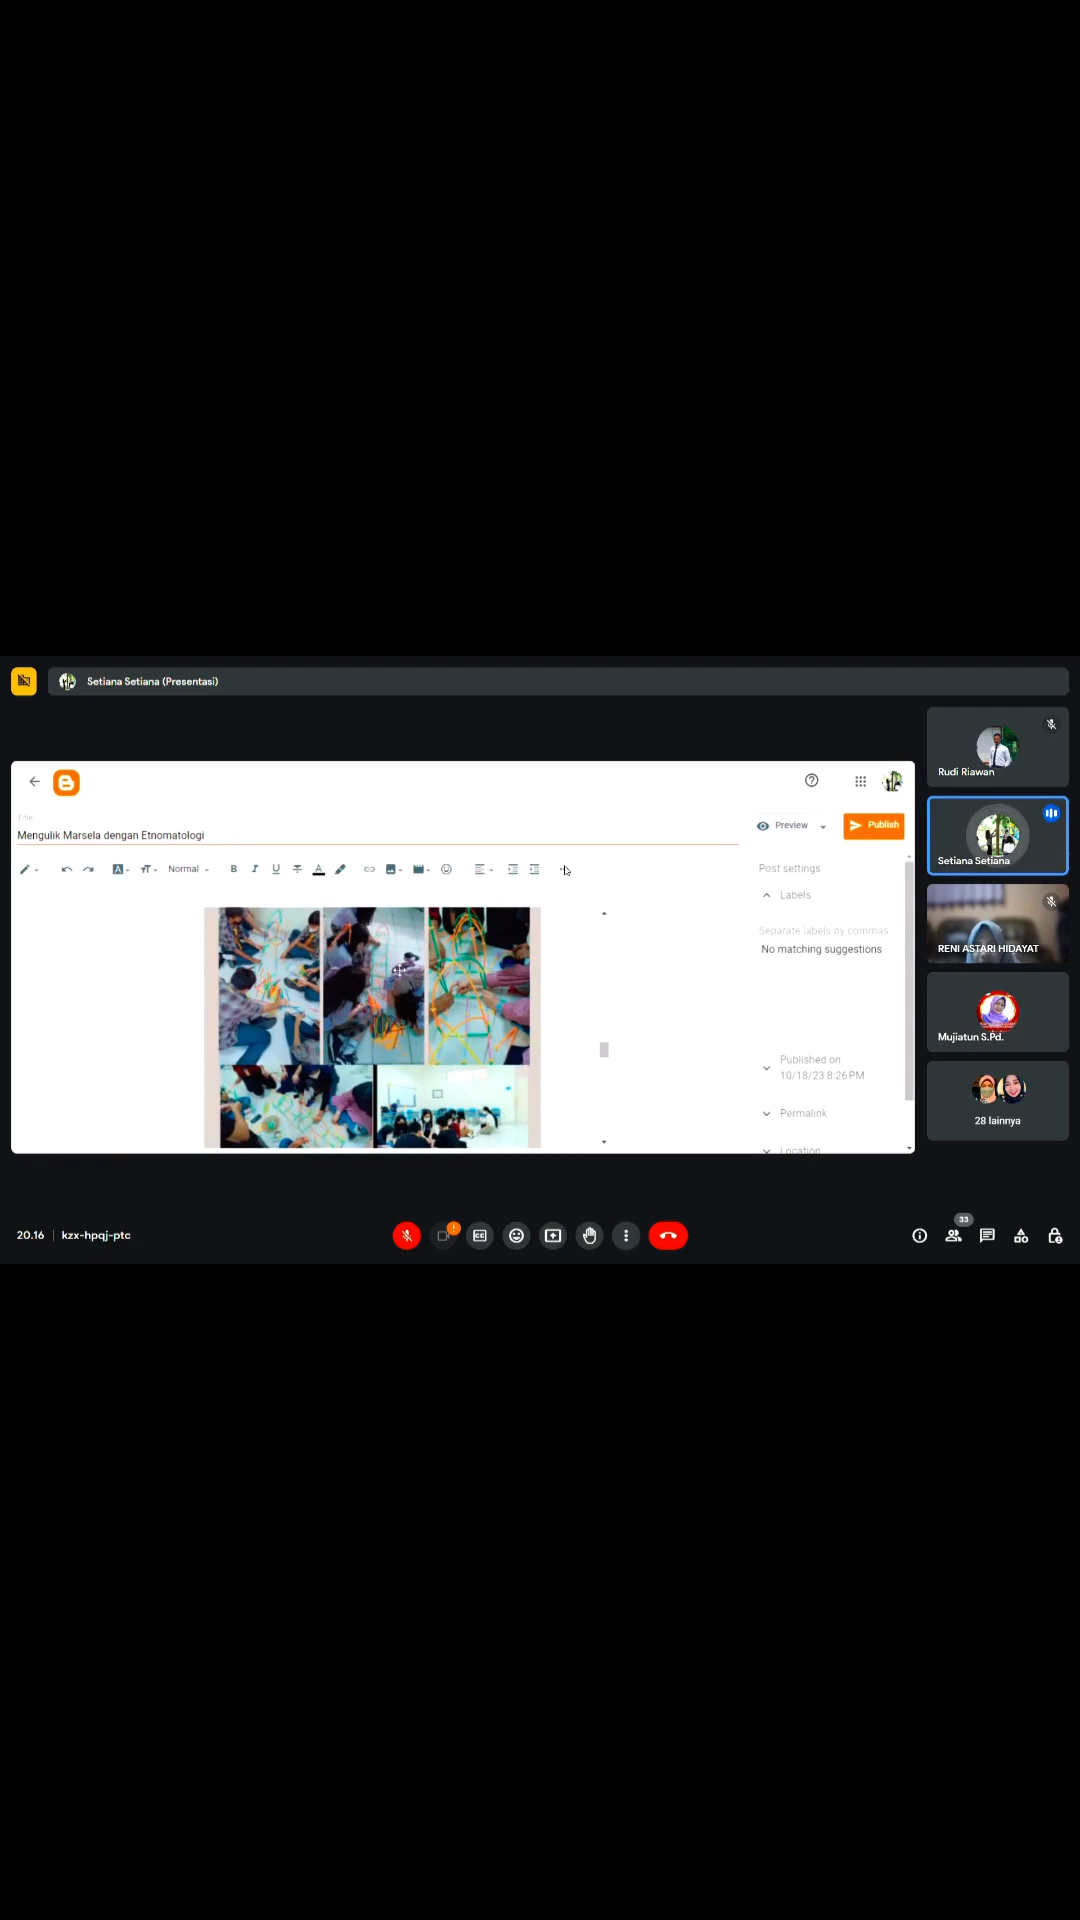 Setiana Setiana (Presentasi)
Rudi Riawan
Title
Mengulik Marsela dengan Etnomatologi
Preview
Publish
Setiana Setiana
Normal
Post settings
Labels
Separate labels by commas
No matching suggestions
RENI ASTARI HIDAYAT
Mujiatun S.Pd.
Published on
10/18/23 8:26 PM
Permalink
Location
28 lainnya
20.16 | kzx-hpqj-ptc
33